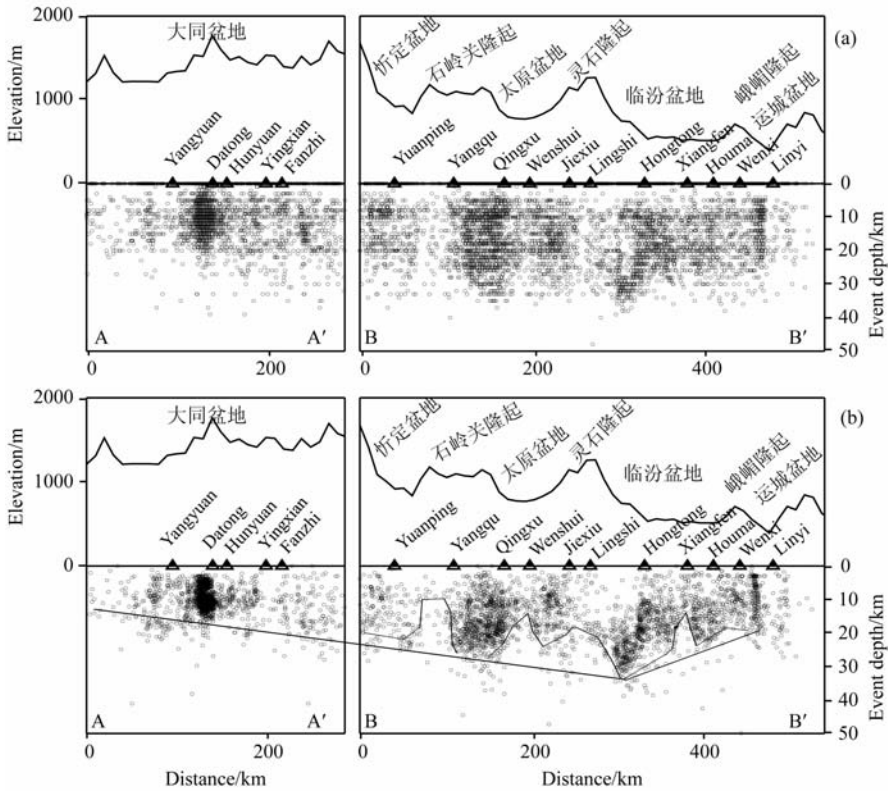 2000
1000
0
Elevation/m
大同盆地
Yangyuan
Datong
Hunyuan
Yingxian
Fanzhi
A
A′
0
200
忻定盆地
石岭关隆起
太原盆地
灵石隆起
临汾盆地
峨嵋隆起
运城盆地
(a)
Yuanping
Yangqu
Qingxu
Wenshui
Jiexiu
Lingshi
Hongtong
Xiangfen
Houma
Wenxi
Linyi
B
B′
0
200
400
0
10
20
30
40
50
Event depth/km
2000
1000
0
Elevation/m
大同盆地
Yangyuan
Datong
Hunyuan
Yingxian
Fanzhi
A
A′
0
200
Distance/km
忻定盆地
石岭关隆起
太原盆地
灵石隆起
临汾盆地
峨嵋隆起
运城盆地
(b)
Yuanping
Yangqu
Qingxu
Wenshui
Jiexiu
Lingshi
Hongtong
Xiangfen
Houma
Wenxi
Linyi
B
B′
0
200
400
Distance/km
0
10
20
30
40
50
Event depth/km